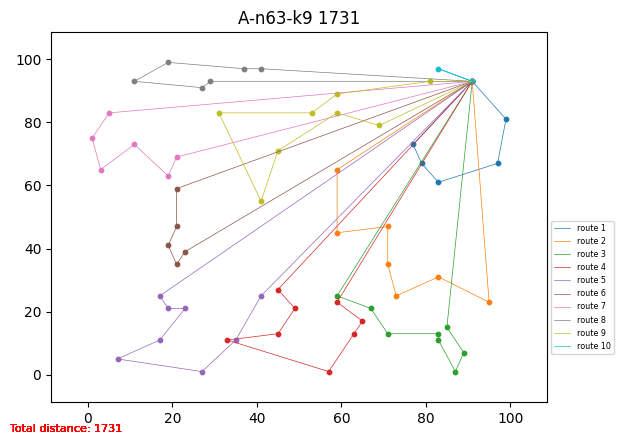 A-n63-k9 1731
100
80
60
40
20
0
0 20 40 60 80 100
route 1
route 2
route 3
route 4
route 5
route 6
route 7
route 8
route 9
route 10
Total distance: 1731